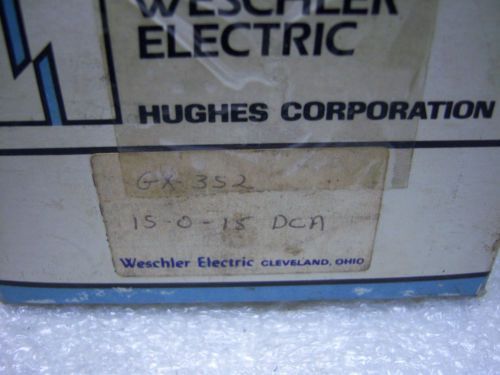 WESCHLER
ELECTRIC
HUGHES CORPORATION
GX-352
15-0-15 DCA
Weschler Electric CLEVELAND, OHIO